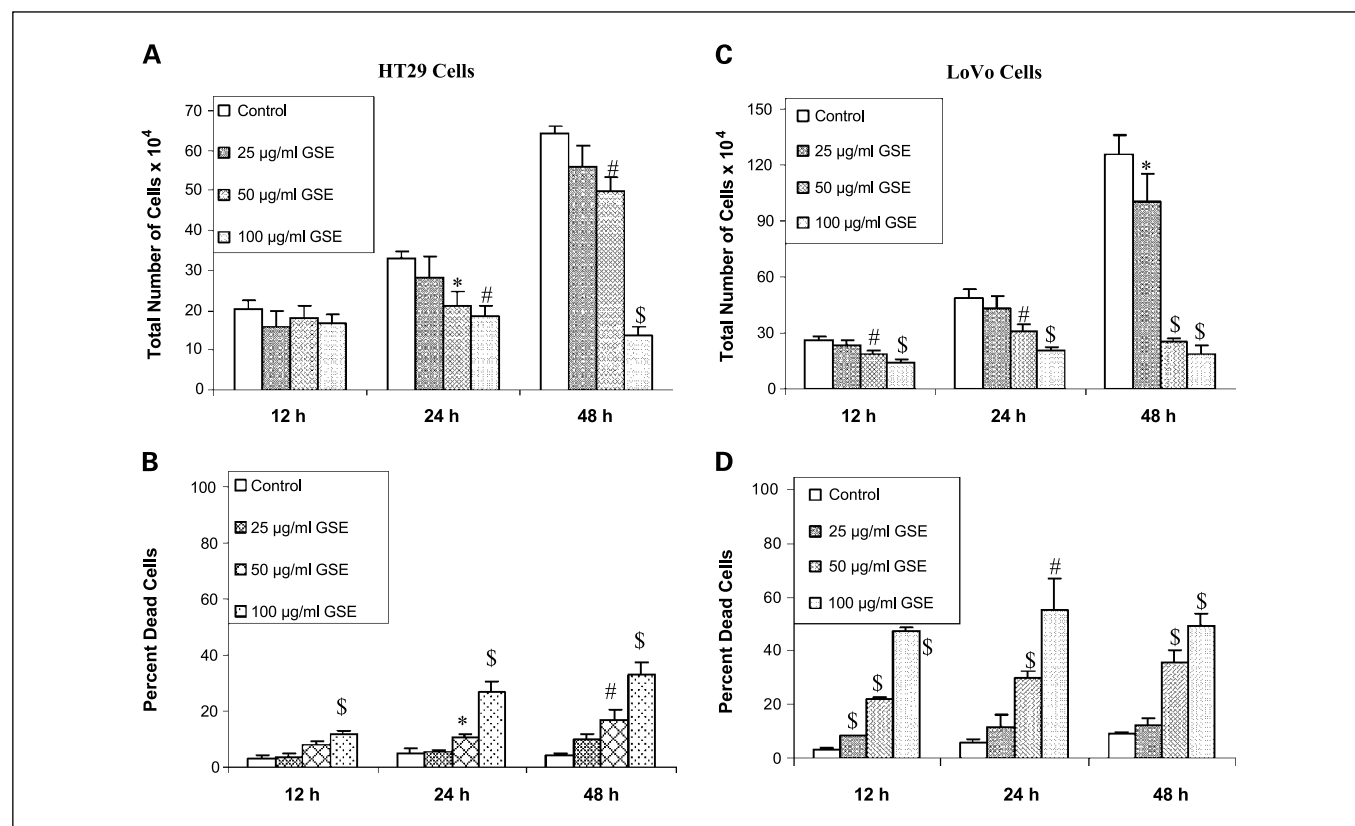 A
HT29 Cells
Total Number of Cells x 10⁴
70
60
50
40
30
20
10
0
Control
25 µg/ml GSE
50 µg/ml GSE
100 µg/ml GSE
* # # $
12 h 24 h 48 h
C
LoVo Cells
Total Number of Cells x 10⁴
150
120
90
60
30
0
Control
25 µg/ml GSE
50 µg/ml GSE
100 µg/ml GSE
# $ # $ * $ $
12 h 24 h 48 h
B
Percent Dead Cells
100
80
60
40
20
0
Control
25 µg/ml GSE
50 µg/ml GSE
100 µg/ml GSE
$ * $ # $
12 h 24 h 48 h
D
Percent Dead Cells
100
80
60
40
20
0
Control
25 µg/ml GSE
50 µg/ml GSE
100 µg/ml GSE
$ $ $ $ # $ $
12 h 24 h 48 h